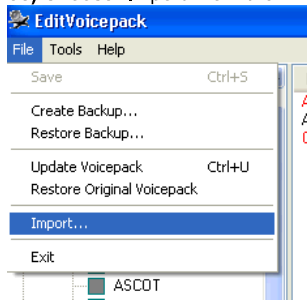 EditVoicepack
File Tools Help
Save Ctrl+S
Create Backup...
Restore Backup...
Update Voicepack Ctrl+U
Restore Original Voicepack
Import...
Exit
ASCOT